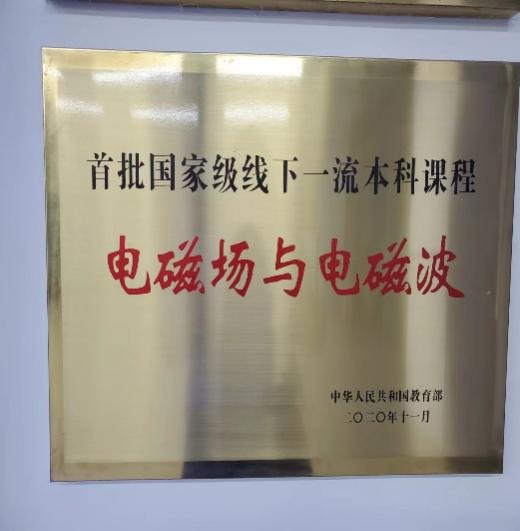 首批国家级线下一流本科课程
电磁场与电磁波
中华人民共和国教育部
二〇二〇年十一月